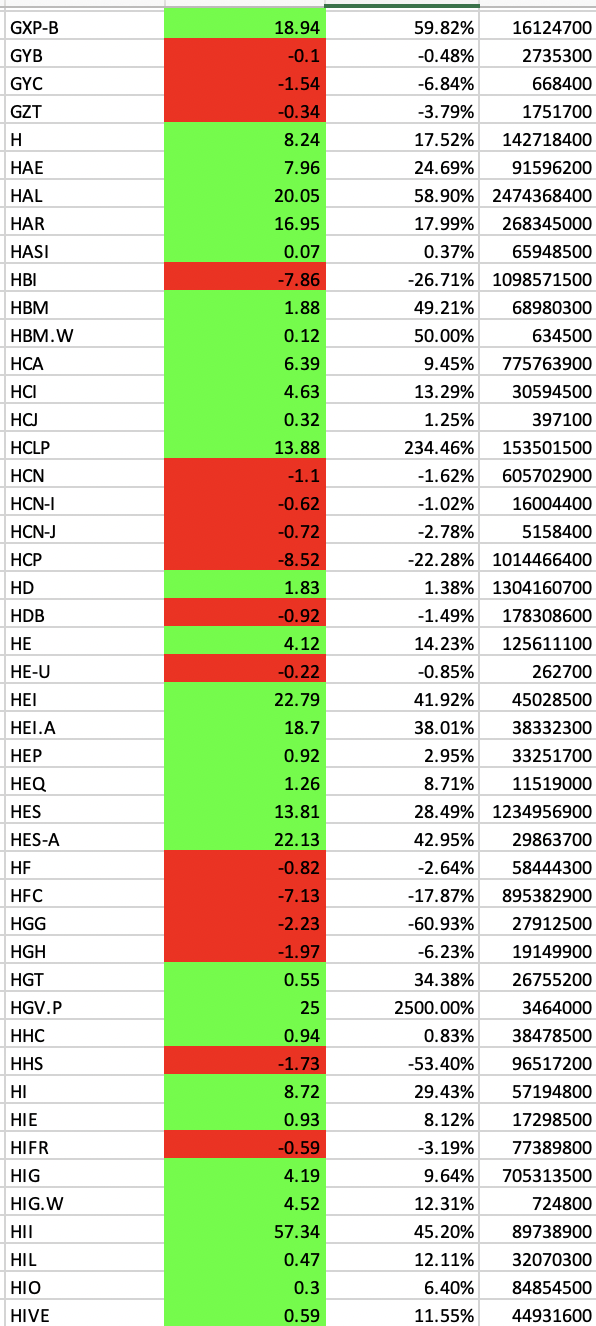 GXP-B 18.94 59.82% 16124700
GYB -0.1 -0.48% 2735300
GYC -1.54 -6.84% 668400
GZT -0.34 -3.79% 1751700
H 8.24 17.52% 142718400
HAE 7.96 24.69% 91596200
HAL 20.05 58.90% 2474368400
HAR 16.95 17.99% 268345000
HASI 0.07 0.37% 65948500
HBI -7.86 -26.71% 1098571500
HBM 1.88 49.21% 68980300
HBM.W 0.12 50.00% 634500
HCA 6.39 9.45% 775763900
HCI 4.63 13.29% 30594500
HCJ 0.32 1.25% 397100
HCLP 13.88 234.46% 153501500
HCN -1.1 -1.62% 605702900
HCN-I -0.62 -1.02% 16004400
HCN-J -0.72 -2.78% 5158400
HCP -8.52 -22.28% 1014466400
HD 1.83 1.38% 1304160700
HDB -0.92 -1.49% 178308600
HE 4.12 14.23% 125611100
HE-U -0.22 -0.85% 262700
HEI 22.79 41.92% 45028500
HEI.A 18.7 38.01% 38332300
HEP 0.92 2.95% 33251700
HEQ 1.26 8.71% 11519000
HES 13.81 28.49% 1234956900
HES-A 22.13 42.95% 29863700
HF -0.82 -2.64% 58444300
HFC -7.13 -17.87% 895382900
HGG -2.23 -60.93% 27912500
HGH -1.97 -6.23% 19149900
HGT 0.55 34.38% 26755200
HGV.P 25 2500.00% 3464000
HHC 0.94 0.83% 38478500
HHS -1.73 -53.40% 96517200
HI 8.72 29.43% 57194800
HIE 0.93 8.12% 17298500
HIFR -0.59 -3.19% 77389800
HIG 4.19 9.64% 705313500
HIG.W 4.52 12.31% 724800
HII 57.34 45.20% 89738900
HIL 0.47 12.11% 32070300
HIO 0.3 6.40% 84854500
HIVE 0.59 11.55% 44931600